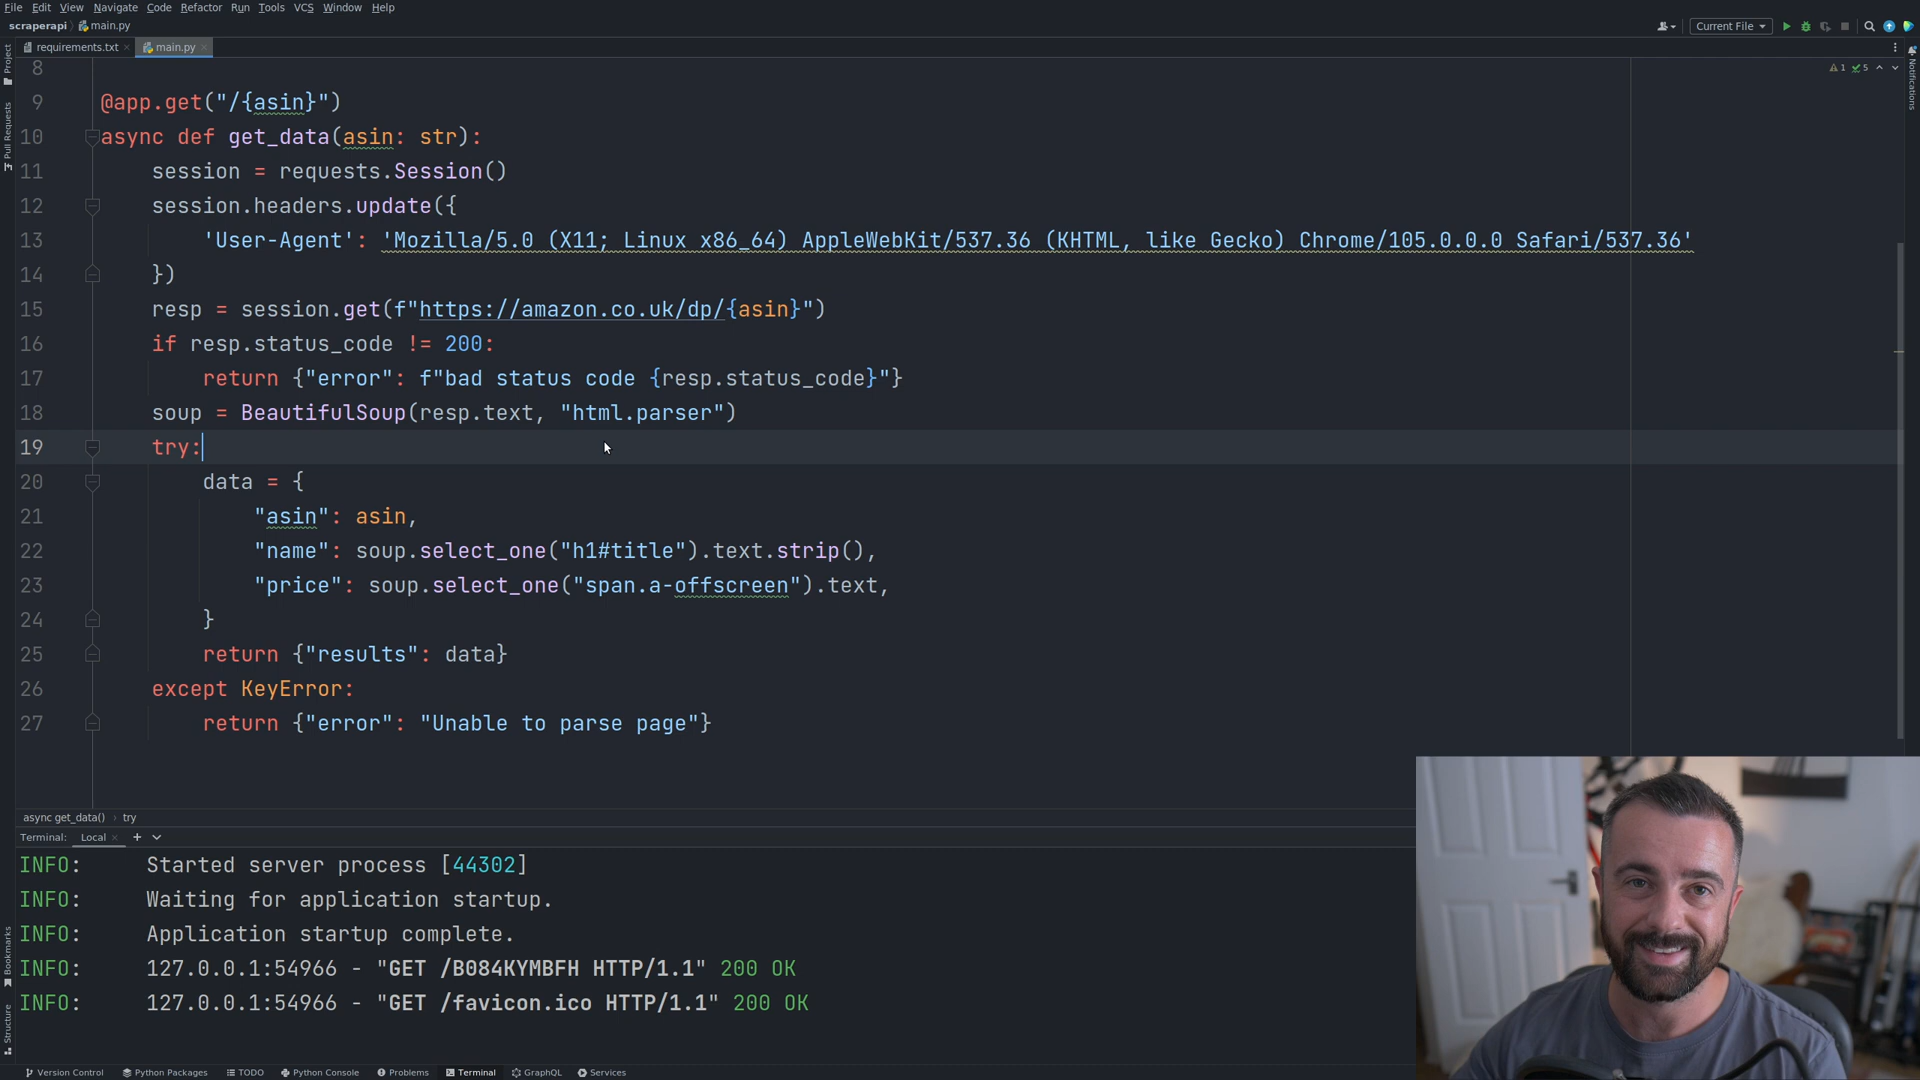 File Edit View Navigate Code Refactor Run Tools VCS Window Help
scraperapi main.py Current File
requirements.txt main.py
Project
Pull Requests
Bookmarks
Structure
Notifications
1 5
8
9 @app.get("/{asin}")
10 async def get_data(asin: str):
11 session = requests.Session()
12 session.headers.update({
13 'User-Agent': 'Mozilla/5.0 (X11; Linux x86_64) AppleWebKit/537.36 (KHTML, like Gecko) Chrome/105.0.0.0 Safari/537.36'
14 })
15 resp = session.get(f"https://amazon.co.uk/dp/{asin}")
16 if resp.status_code != 200:
17 return {"error": f"bad status code {resp.status_code}"}
18 soup = BeautifulSoup(resp.text, "html.parser")
19 try:
20 data = {
21 "asin": asin,
22 "name": soup.select_one("h1#title").text.strip(),
23 "price": soup.select_one("span.a-offscreen").text,
24 }
25 return {"results": data}
26 except KeyError:
27 return {"error": "Unable to parse page"}
async get_data() › try
Terminal: Local
INFO: Started server process [44302]
INFO: Waiting for application startup.
INFO: Application startup complete.
INFO: 127.0.0.1:54966 - "GET /B084KYMBFH HTTP/1.1" 200 OK
INFO: 127.0.0.1:54966 - "GET /favicon.ico HTTP/1.1" 200 OK
Version Control Python Packages TODO Python Console Problems Terminal GraphQL Services